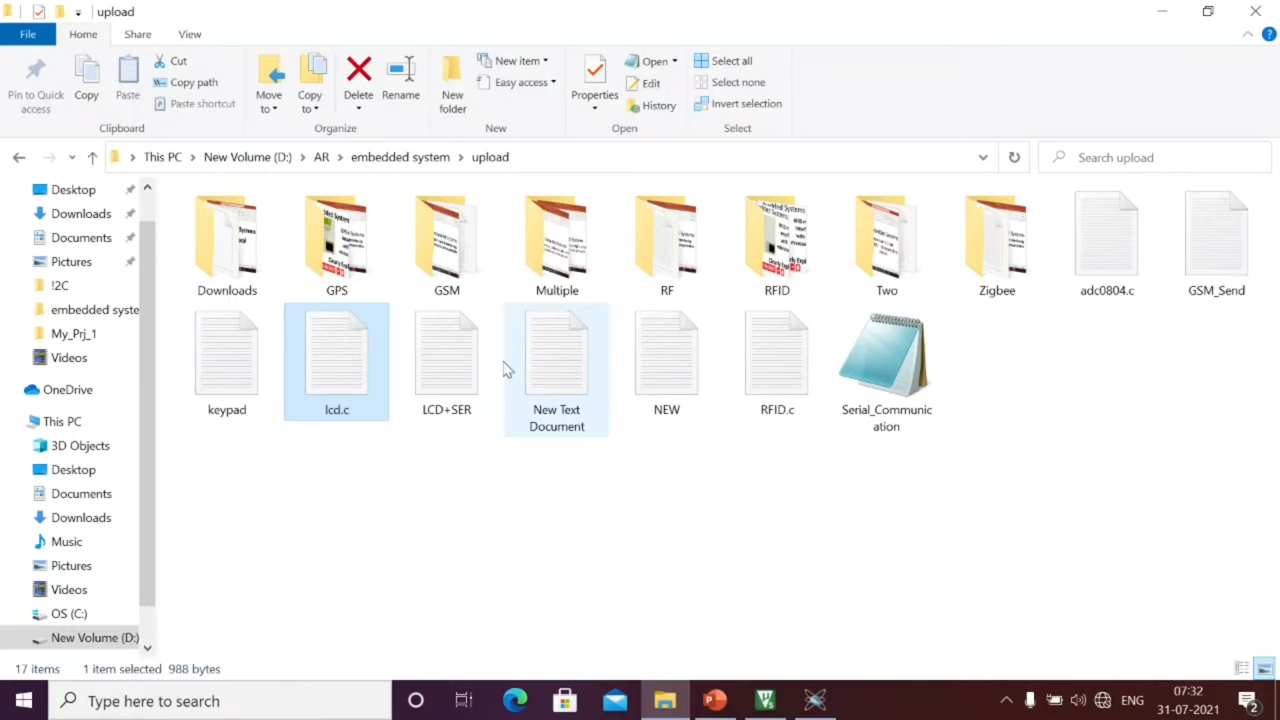 upload
File
Home
Share
View
Pin to Quick
access
Copy
Paste
Cut
Copy path
Paste shortcut
Clipboard
Move
to
Copy
to
Delete
Rename
Organize
New
folder
New item
Easy access
New
Properties
Open
Edit
History
Open
Select all
Select none
Invert selection
Select
This PC > New Volume (D:) > AR > embedded system > upload
Search upload
Desktop
Downloads
Documents
Pictures
!2C
embedded syste
My_Prj_1
Videos
OneDrive
This PC
3D Objects
Desktop
Documents
Downloads
Music
Pictures
Videos
OS (C:)
New Volume (D:)
Downloads
GPS
GSM
Multiple
RF
RFID
Two
Zigbee
adc0804.c
GSM_Send
keypad
lcd.c
LCD+SER
New Text
Document
NEW
RFID.c
Serial_Communic
ation
17 items
1 item selected 988 bytes
Type here to search
ENG
07:32
31-07-2021
2